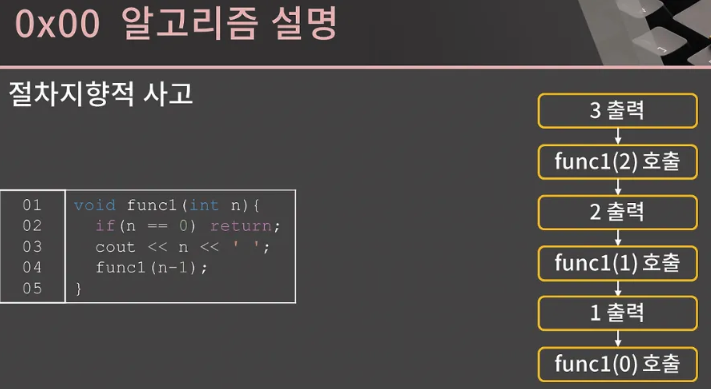 0x00 알고리즘 설명
절차지향적 사고
01 void func1(int n){
02 if(n == 0) return;
03 cout << n << ' ';
04 func1(n-1);
05 }
3 출력
func1(2) 호출
2 출력
func1(1) 호출
1 출력
func1(0) 호출